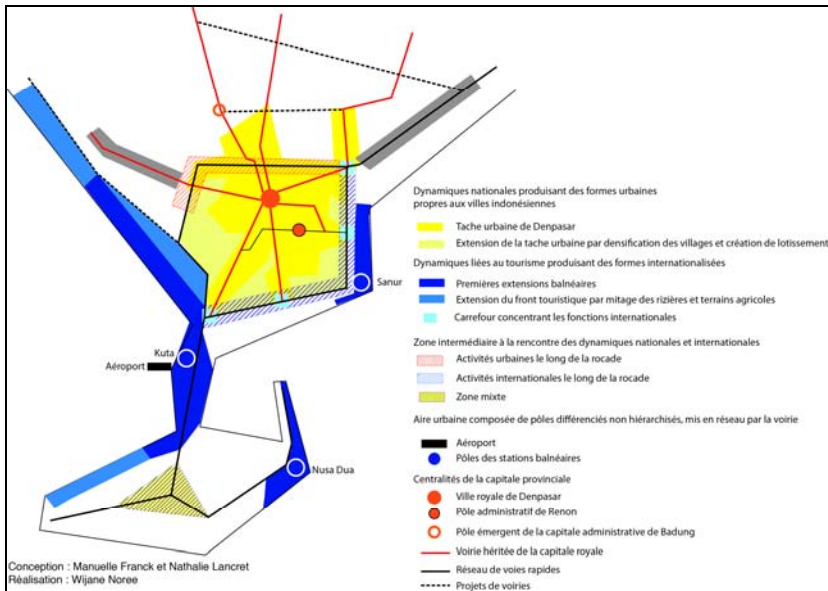 Dynamiques nationales produisant des formes urbaines
propres aux villes indonésiennes
Tache urbaine de Denpasar
Extension de la tache urbaine par densification des villages et création de lotissement
Dynamiques liées au tourisme produisant des formes internationalisées
Premières extensions balnéaires
Extension du front touristique par mitage des rizières et terrains agricoles
Carrefour concentrant les fonctions internationales
Zone intermédiaire à la rencontre des dynamiques nationales et internationales
Activités urbaines le long de la rocade
Activités internationales le long de la rocade
Zone mixte
Aire urbaine composée de pôles différenciés non hiérarchisés, mis en réseau par la voirie
Aéroport
Pôles des stations balnéaires
Centralités de la capitale provinciale
Ville royale de Denpasar
Pôle administratif de Renon
Pôle émergent de la capitale administrative de Badung
Voirie héritée de la capitale royale
Réseau de voies rapides
Projets de voiries
Sanur
Kuta
Aéroport
Nusa Dua
Conception : Manuelle Franck et Nathalie Lancret
Réalisation : Wijane Noree